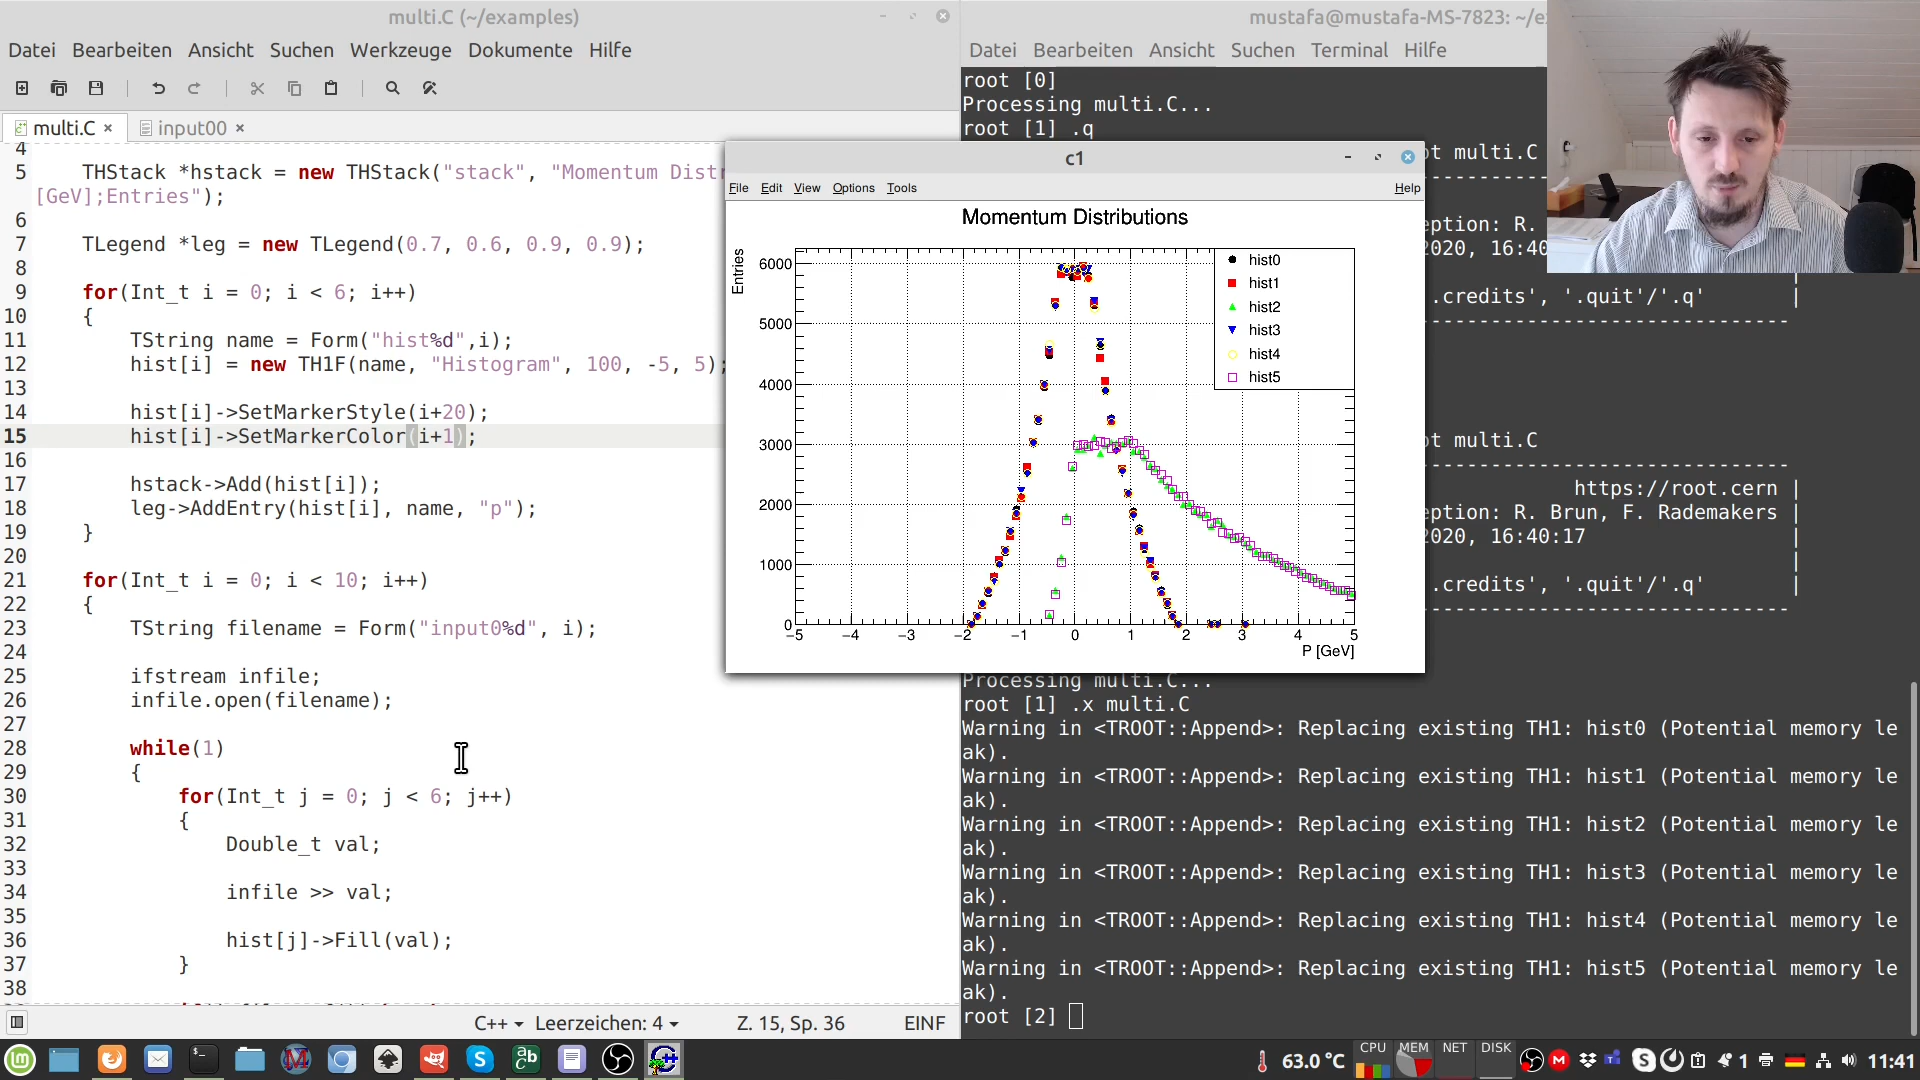 multi.C (~/examples)
Datei Bearbeiten Ansicht Suchen Werkzeuge Dokumente Hilfe
multi.C ×
input00 ×
4
5 THStack *hstack = new THStack("stack", "Momentum Distr
[GeV];Entries");
6
7 TLegend *leg = new TLegend(0.7, 0.6, 0.9, 0.9);
8
9 for(Int_t i = 0; i < 6; i++)
10 {
11 TString name = Form("hist%d",i);
12 hist[i] = new TH1F(name, "Histogram", 100, -5, 5);
13
14 hist[i]->SetMarkerStyle(i+20);
15 hist[i]->SetMarkerColor(i+1);
16
17 hstack->Add(hist[i]);
18 leg->AddEntry(hist[i], name, "p");
19 }
20
21 for(Int_t i = 0; i < 10; i++)
22 {
23 TString filename = Form("input0%d", i);
24
25 ifstream infile;
26 infile.open(filename);
27
28 while(1)
29 {
30 for(Int_t j = 0; j < 6; j++)
31 {
32 Double_t val;
33
34 infile >> val;
35
36 hist[j]->Fill(val);
37 }
38
C++ Leerzeichen: 4 Z. 15, Sp. 36 EINF
mustafa@mustafa-MS-7823: ~/e
Datei Bearbeiten Ansicht Suchen Terminal Hilfe
root [0]
Processing multi.C...
root [1] .q
ot multi.C
eption: R.
2020, 16:40
.credits', '.quit'/'.q' |
ot multi.C
https://root.cern |
eption: R. Brun, F. Rademakers |
2020, 16:40:17 |
.credits', '.quit'/'.q' |
Processing multi.C...
root [1] .x multi.C
Warning in <TROOT::Append>: Replacing existing TH1: hist0 (Potential memory le
ak).
Warning in <TROOT::Append>: Replacing existing TH1: hist1 (Potential memory le
ak).
Warning in <TROOT::Append>: Replacing existing TH1: hist2 (Potential memory le
ak).
Warning in <TROOT::Append>: Replacing existing TH1: hist3 (Potential memory le
ak).
Warning in <TROOT::Append>: Replacing existing TH1: hist4 (Potential memory le
ak).
Warning in <TROOT::Append>: Replacing existing TH1: hist5 (Potential memory le
ak).
root [2]
c1
File Edit View Options Tools Help
Momentum Distributions
Entries
6000
5000
4000
3000
2000
1000
0
−5 −4 −3 −2 −1 0 1 2 3 4 5
P [GeV]
hist0
hist1
hist2
hist3
hist4
hist5
63.0 °C CPU MEM NET DISK 1 11:41